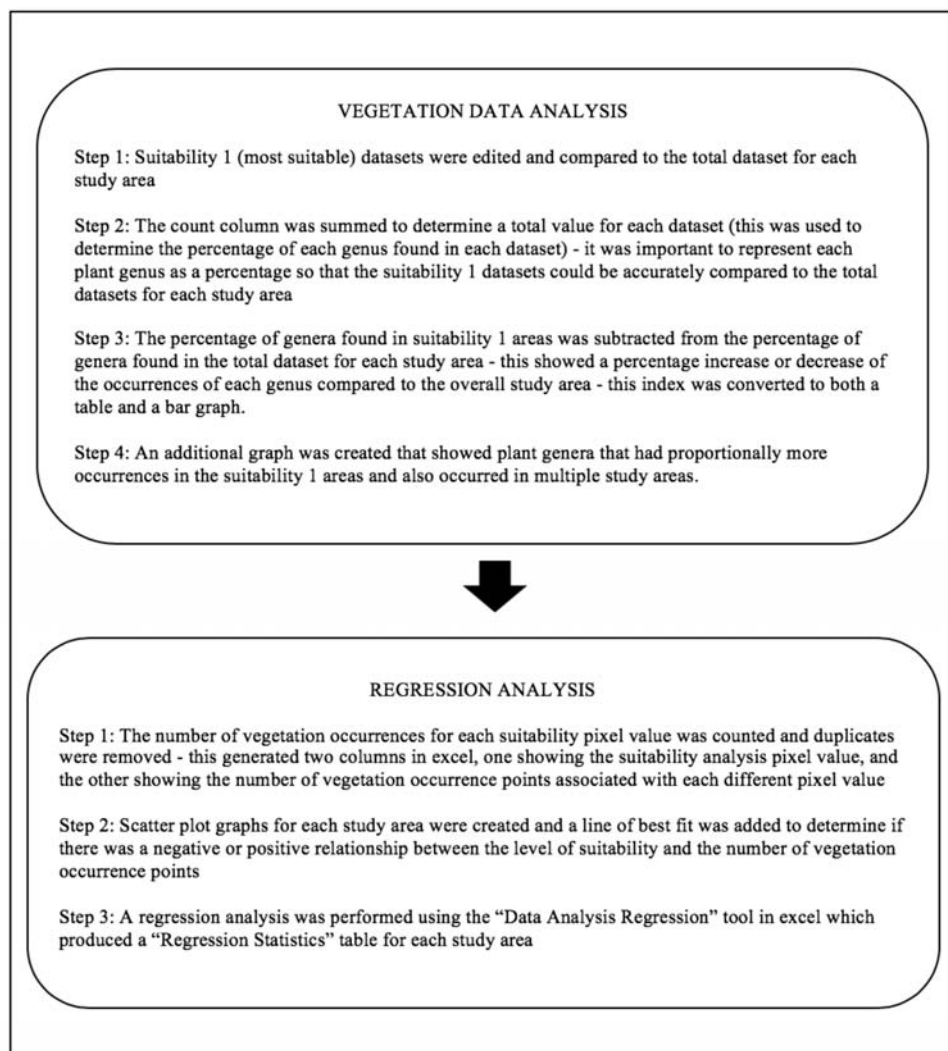 VEGETATION DATA ANALYSIS
Step 1: Suitability 1 (most suitable) datasets were edited and compared to the total dataset for each
study area
Step 2: The count column was summed to determine a total value for each dataset (this was used to
determine the percentage of each genus found in each dataset) - it was important to represent each
plant genus as a percentage so that the suitability 1 datasets could be accurately compared to the total
datasets for each study area
Step 3: The percentage of genera found in suitability 1 areas was subtracted from the percentage of
genera found in the total dataset for each study area - this showed a percentage increase or decrease of
the occurrences of each genus compared to the overall study area - this index was converted to both a
table and a bar graph.
Step 4: An additional graph was created that showed plant genera that had proportionally more
occurrences in the suitability 1 areas and also occurred in multiple study areas.
REGRESSION ANALYSIS
Step 1: The number of vegetation occurrences for each suitability pixel value was counted and duplicates
were removed - this generated two columns in excel, one showing the suitability analysis pixel value, and
the other showing the number of vegetation occurrence points associated with each different pixel value
Step 2: Scatter plot graphs for each study area were created and a line of best fit was added to determine if
there was a negative or positive relationship between the level of suitability and the number of vegetation
occurrence points
Step 3: A regression analysis was performed using the “Data Analysis Regression” tool in excel which
produced a “Regression Statistics” table for each study area